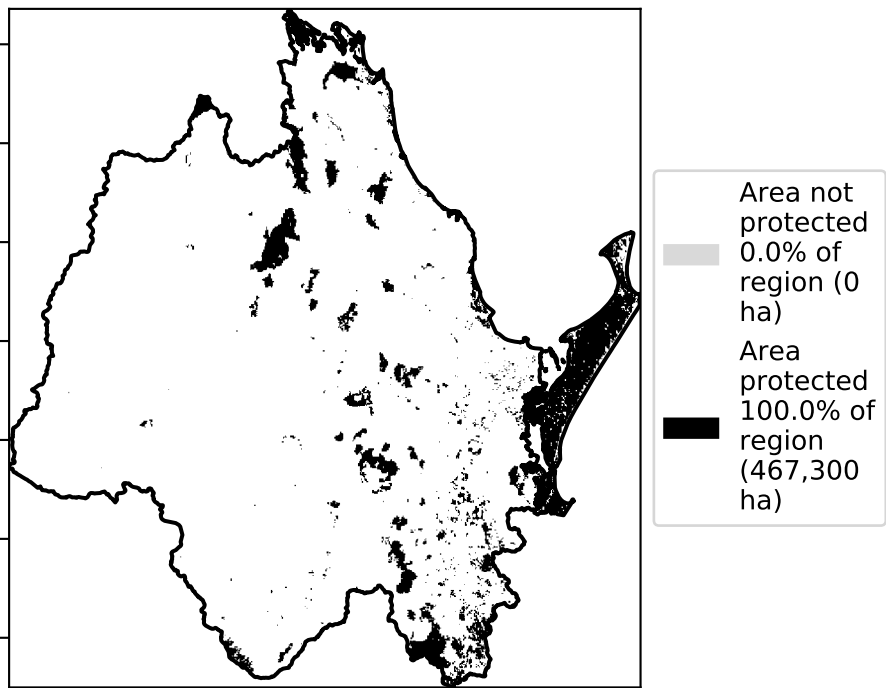 Area not
protected
0.0% of
region (0
ha)
Area
protected
100.0% of
region
(467,300
ha)